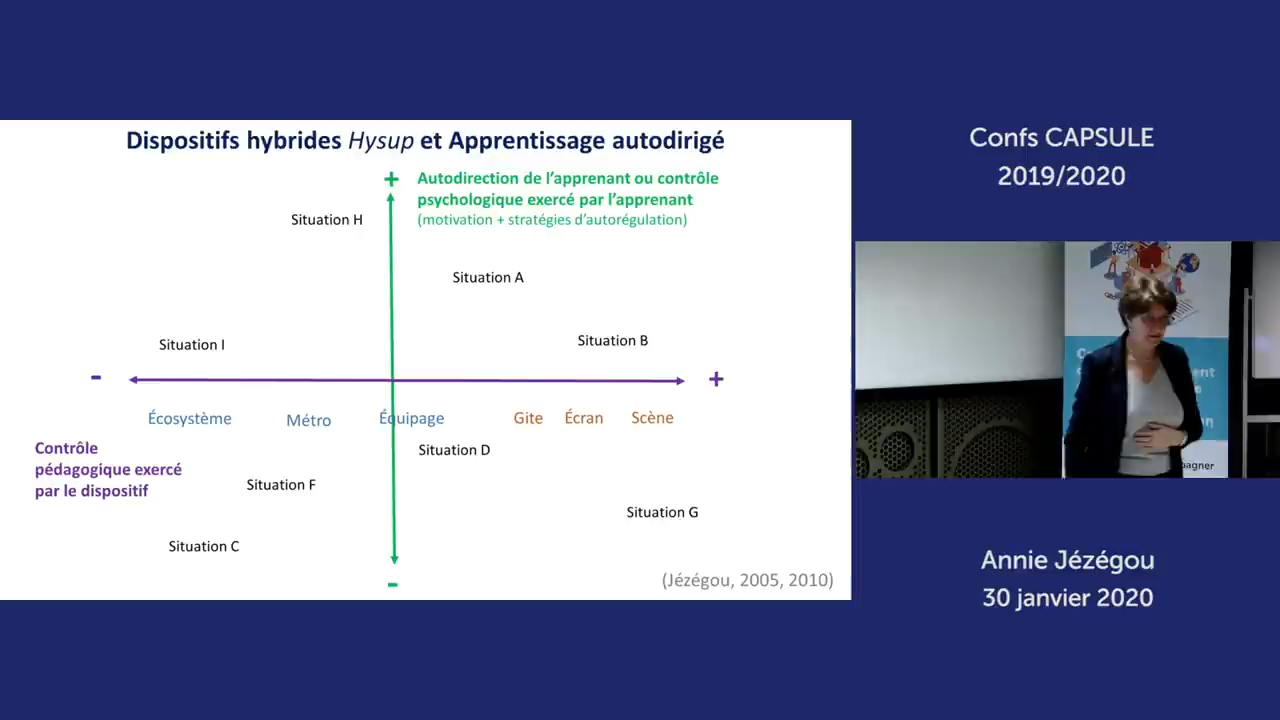 Dispositifs hybrides Hysup et Apprentissage autodirigé
+
Autodirection de l'apprenant ou contrôle
psychologique exercé par l'apprenant
(motivation + stratégies d'autorégulation)
Situation H
Situation A
Situation I
Situation B
-
+
Écosystème
Métro
Équipage
Gite
Écran
Scène
Contrôle
pédagogique exercé
par le dispositif
Situation D
Situation F
Situation G
Situation C
-
(Jézégou, 2005, 2010)
Confs CAPSULE
2019/2020
Annie Jézégou
30 janvier 2020